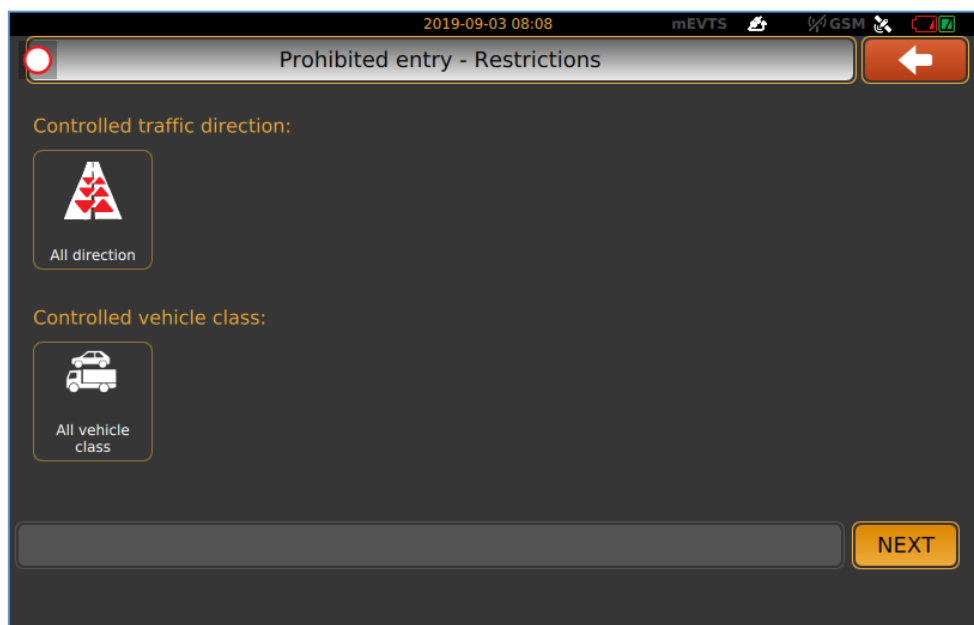 2019-09-03 08:08 mEVTS GSM
Prohibited entry - Restrictions
Controlled traffic direction:
All direction
Controlled vehicle class:
All vehicle
class
NEXT